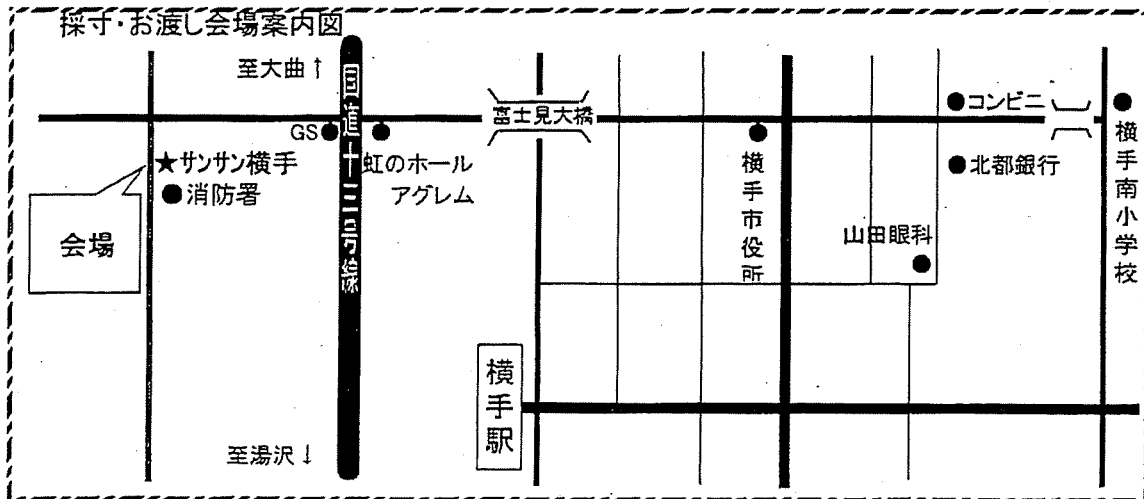 採寸・お渡し会場案内図
至大曲↑
国道十三号線
富士見大橋
コンビニ
GS
★サンサン横手
虹のホール
アグレム
消防署
会場
横手市役所
北都銀行
横手南小学校
山田眼科
横手駅
至湯沢↓